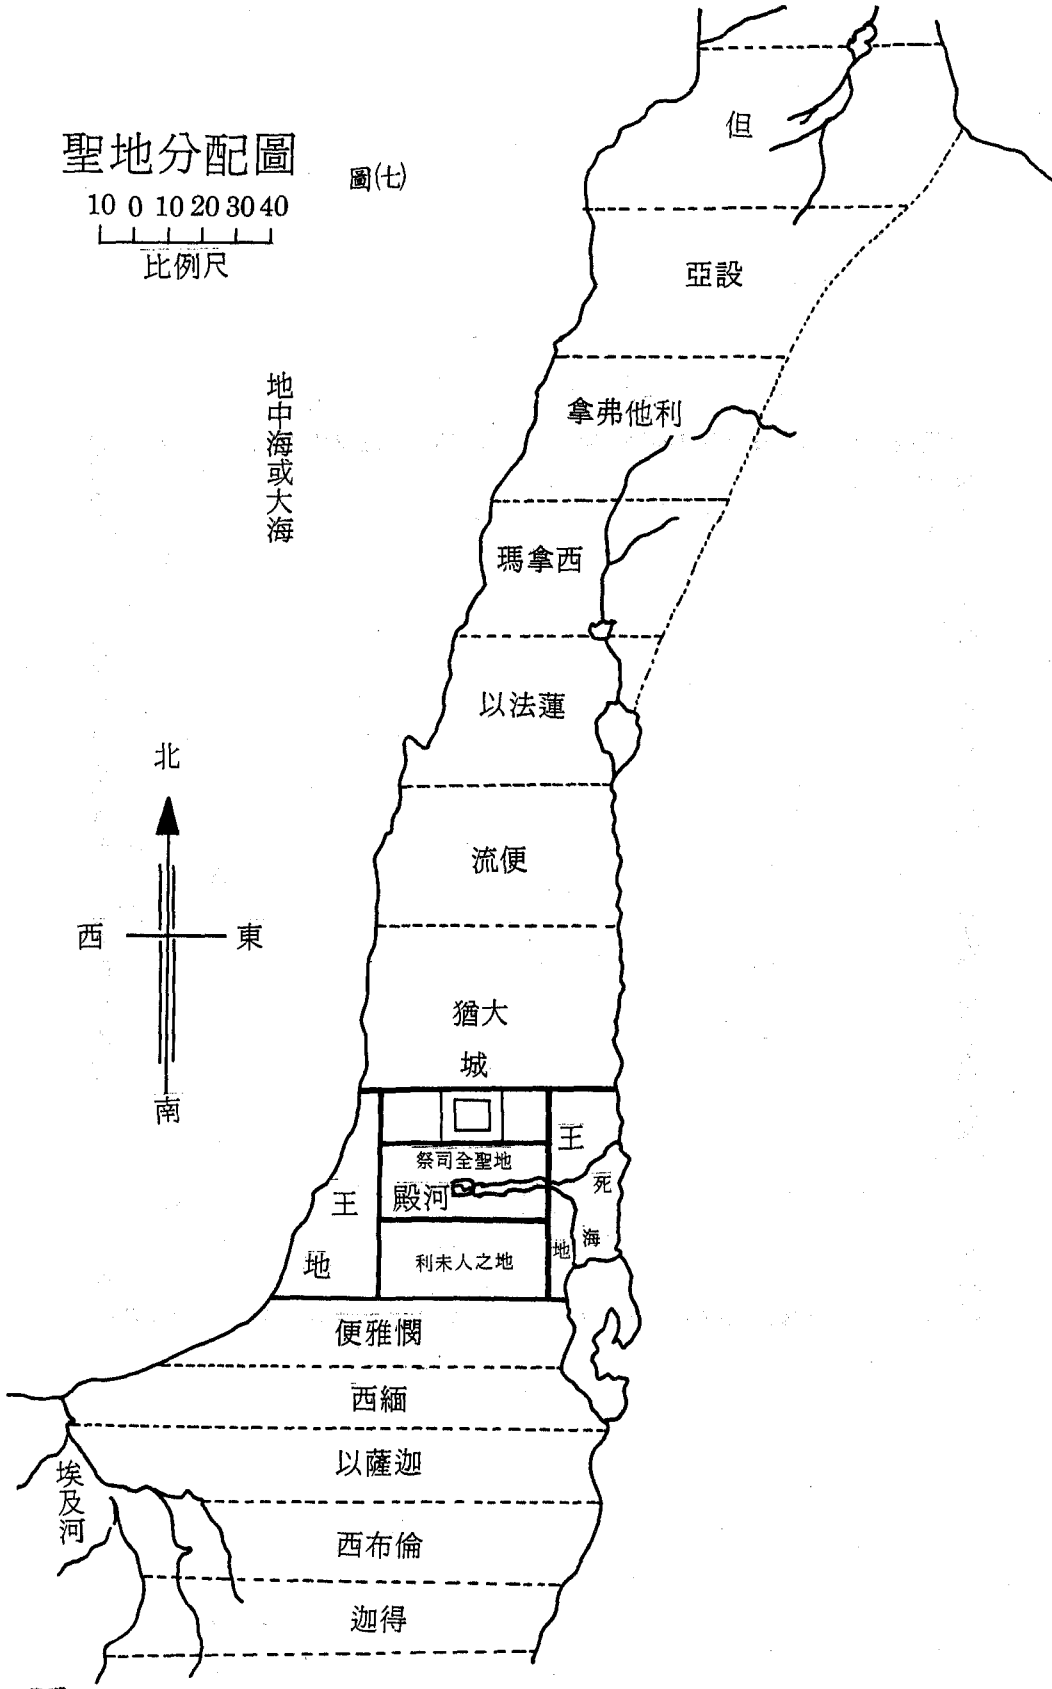 聖地分配圖
圖(七)
10 0 10 20 30 40
比例尺
地中海或大海
北
西 東
南
但
亞設
拿弗他利
瑪拿西
以法蓮
流便
猶大
城
祭司全聖地
殿河
利未人之地
王地
王地
死海
便雅憫
西緬
以薩迦
西布倫
迦得
埃及河